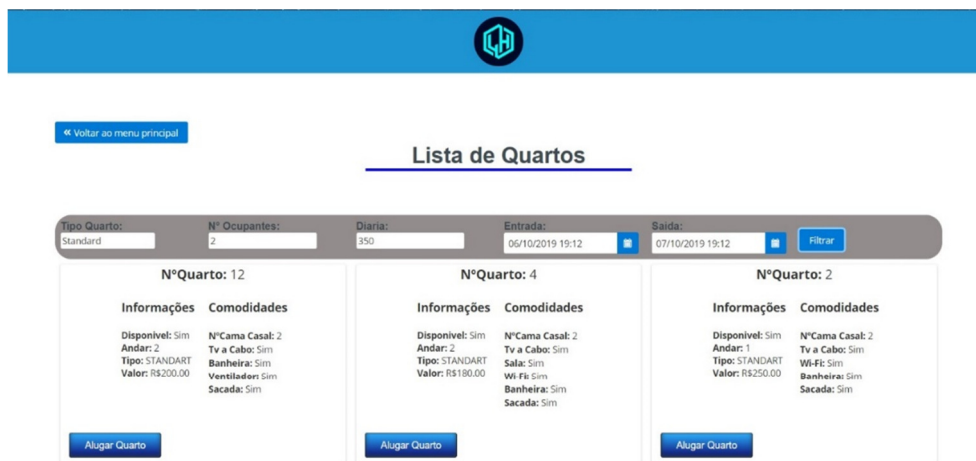 LH
« Voltar ao menu principal
Lista de Quartos
Tipo Quarto: Nº Ocupantes: Diaria: Entrada: Saida:
Standard 2 350 06/10/2019 19:12 07/10/2019 19:12 Filtrar
NºQuarto: 12
Informações Comodidades
Disponivel: Sim
Andar: 2
Tipo: STANDART
Valor: R$200.00
NºCama Casal: 2
Tv a Cabo: Sim
Banheira: Sim
Ventilador: Sim
Sacada: Sim
Alugar Quarto
NºQuarto: 4
Informações Comodidades
Disponivel: Sim
Andar: 2
Tipo: STANDART
Valor: R$180.00
NºCama Casal: 2
Tv a Cabo: Sim
Sala: Sim
Wi-Fi: Sim
Banheira: Sim
Sacada: Sim
Alugar Quarto
NºQuarto: 2
Informações Comodidades
Disponivel: Sim
Andar: 1
Tipo: STANDART
Valor: R$250.00
NºCama Casal: 2
Tv a Cabo: Sim
Wi-Fi: Sim
Banheira: Sim
Sacada: Sim
Alugar Quarto